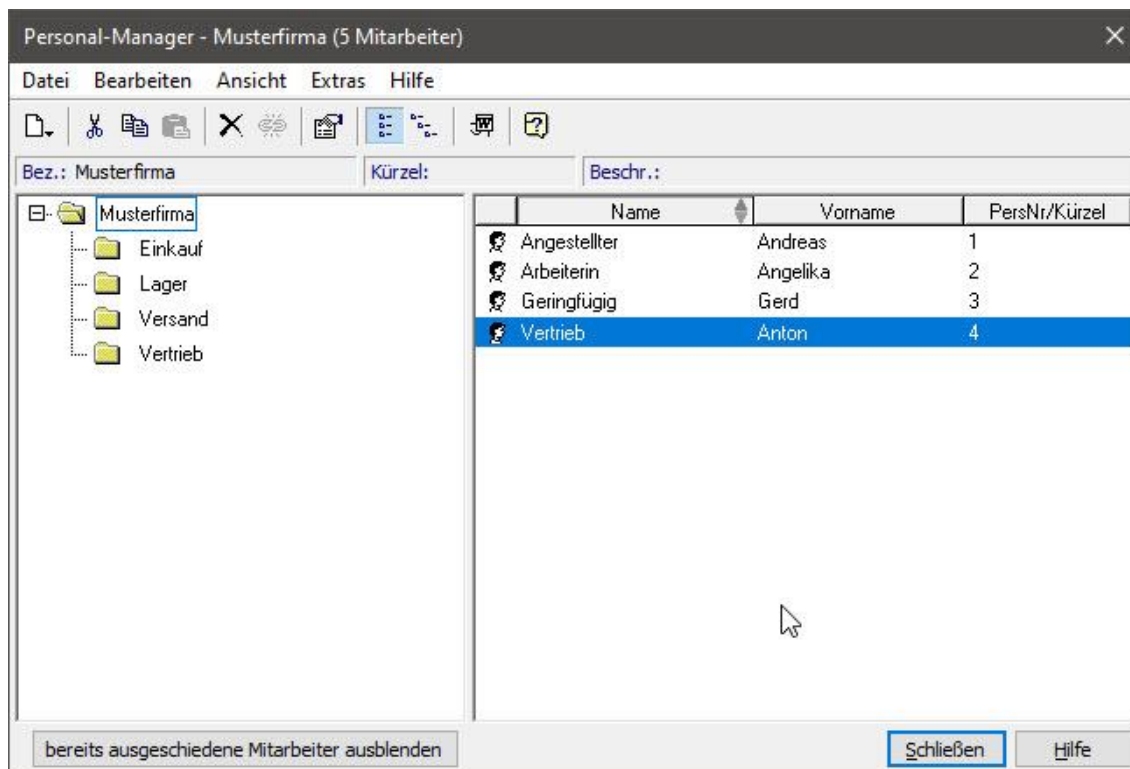 Personal-Manager - Musterfirma (5 Mitarbeiter)
Datei Bearbeiten Ansicht Extras Hilfe
Bez.: Musterfirma Kürzel: Beschr.:
Musterfirma
Einkauf
Lager
Versand
Vertrieb
Name Vorname PersNr/Kürzel
Angestellter Andreas 1
Arbeiterin Angelika 2
Geringfügig Gerd 3
Vertrieb Anton 4
bereits ausgeschiedene Mitarbeiter ausblenden Schließen Hilfe